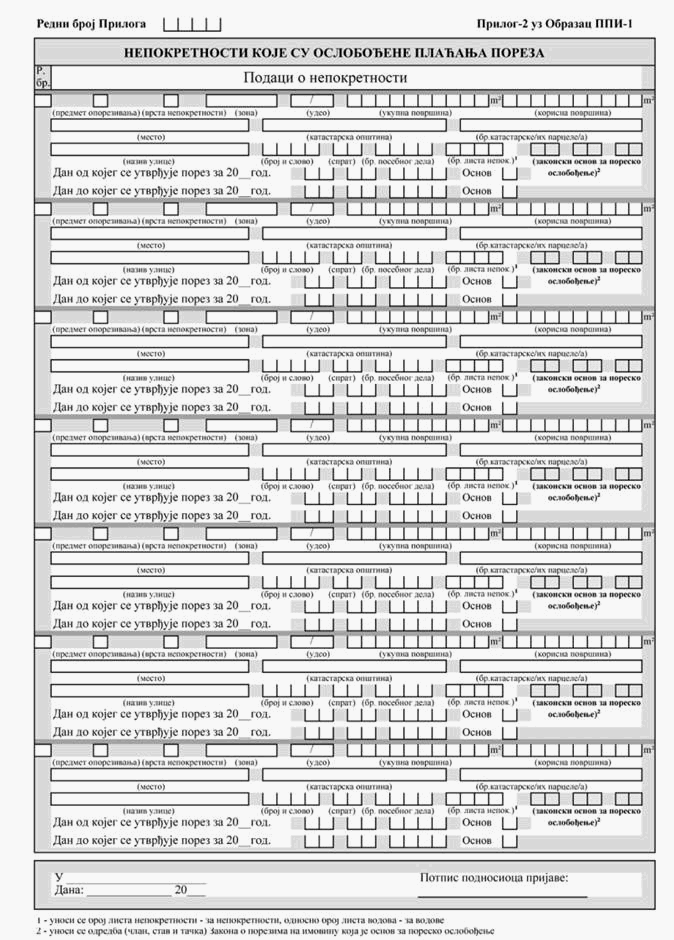 Редни број Прилога Прилог-2 уз Образац ППИ-1
НЕПОКРЕТНОСТИ КОЈЕ СУ ОСЛОБОЂЕНЕ ПЛАЋАЊА ПОРЕЗА
Р. бр. Подаци о непокретности
/ m² m²
(предмет опорезивања) (врста непокретности) (зона) (удео) (укупна површина) (корисна површина)
(место) (катастарска општина) (бр.катастарске/их парцеле/а)
(назив улице) (број и слово) (спрат) (бр. посебног дела) (бр. листа непок.)¹ (законски основ за пореско
Дан од којег се утврђује порез за 20__год. Основ ослобођење)²
Дан до којег се утврђује порез за 20__год. Основ
/ m² m²
(предмет опорезивања) (врста непокретности) (зона) (удео) (укупна површина) (корисна површина)
(место) (катастарска општина) (бр.катастарске/их парцеле/а)
(назив улице) (број и слово) (спрат) (бр. посебног дела) (бр. листа непок.)¹ (законски основ за пореско
Дан од којег се утврђује порез за 20__год. Основ ослобођење)²
Дан до којег се утврђује порез за 20__год. Основ
/ m² m²
(предмет опорезивања) (врста непокретности) (зона) (удео) (укупна површина) (корисна површина)
(место) (катастарска општина) (бр.катастарске/их парцеле/а)
(назив улице) (број и слово) (спрат) (бр. посебног дела) (бр. листа непок.)¹ (законски основ за пореско
Дан од којег се утврђује порез за 20__год. Основ ослобођење)²
Дан до којег се утврђује порез за 20__год. Основ
/ m² m²
(предмет опорезивања) (врста непокретности) (зона) (удео) (укупна површина) (корисна површина)
(место) (катастарска општина) (бр.катастарске/их парцеле/а)
(назив улице) (број и слово) (спрат) (бр. посебног дела) (бр. листа непок.)¹ (законски основ за пореско
Дан од којег се утврђује порез за 20__год. Основ ослобођење)²
Дан до којег се утврђује порез за 20__год. Основ
/ m² m²
(предмет опорезивања) (врста непокретности) (зона) (удео) (укупна површина) (корисна површина)
(место) (катастарска општина) (бр.катастарске/их парцеле/а)
(назив улице) (број и слово) (спрат) (бр. посебног дела) (бр. листа непок.)¹ (законски основ за пореско
Дан од којег се утврђује порез за 20__год. Основ ослобођење)²
Дан до којег се утврђује порез за 20__год. Основ
/ m² m²
(предмет опорезивања) (врста непокретности) (зона) (удео) (укупна површина) (корисна површина)
(место) (катастарска општина) (бр.катастарске/их парцеле/а)
(назив улице) (број и слово) (спрат) (бр. посебног дела) (бр. листа непок.)¹ (законски основ за пореско
Дан од којег се утврђује порез за 20__год. Основ ослобођење)²
Дан до којег се утврђује порез за 20__год. Основ
/ m² m²
(предмет опорезивања) (врста непокретности) (зона) (удео) (укупна површина) (корисна површина)
(место) (катастарска општина) (бр.катастарске/их парцеле/а)
(назив улице) (број и слово) (спрат) (бр. посебног дела) (бр. листа непок.)¹ (законски основ за пореско
Дан од којег се утврђује порез за 20__год. Основ ослобођење)²
Дан до којег се утврђује порез за 20__год. Основ
У ____________ Потпис подносиоца пријаве:
Дана: ____________ 20___
1 - уноси се број листа непокретности - за непокретности, односно број листа водова - за водове
2 - уноси се одредба (члан, став и тачка) Закона о порезима на имовину која је основ за пореско ослобођење